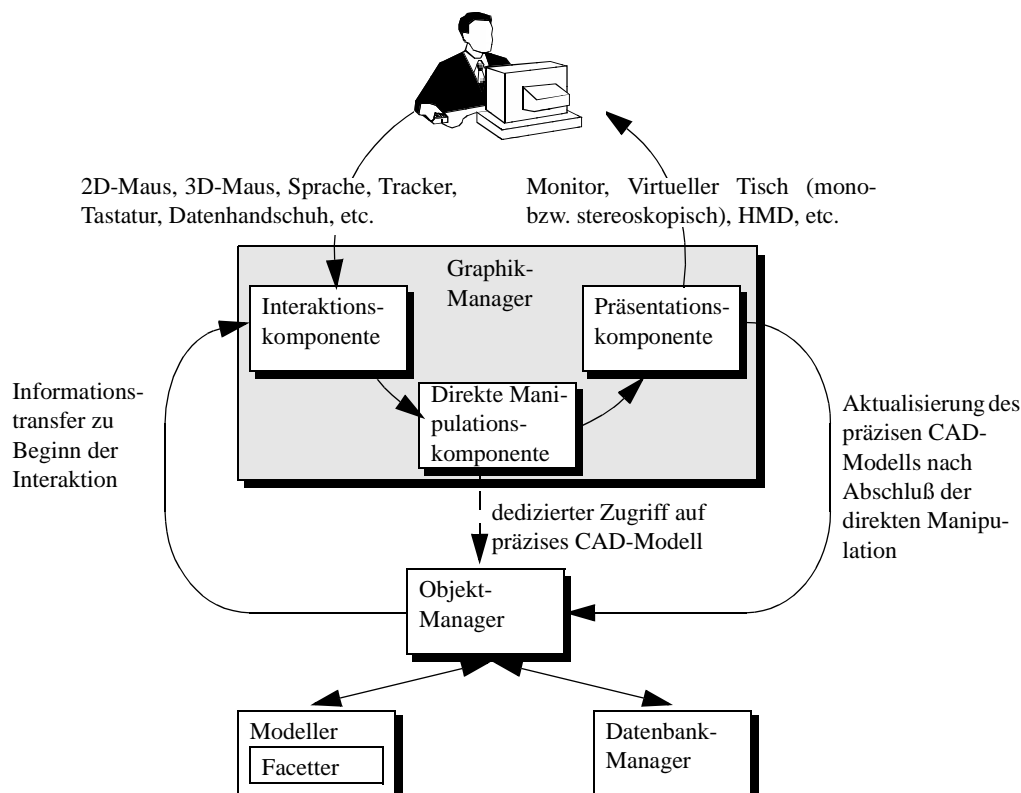 2D-Maus, 3D-Maus, Sprache, Tracker,
Tastatur, Datenhandschuh, etc.
Monitor, Virtueller Tisch (mono-
bzw. stereoskopisch), HMD, etc.
Graphik-
Manager
Interaktions-
komponente
Präsentations-
komponente
Direkte Mani-
pulations-
komponente
Informations-
transfer zu
Beginn der
Interaktion
Aktualisierung des
präzisen CAD-
Modells nach
Abschluß der
direkten Manipu-
lation
dedizierter Zugriff auf
präzises CAD-Modell
Objekt-
Manager
Modeller
Facetter
Datenbank-
Manager